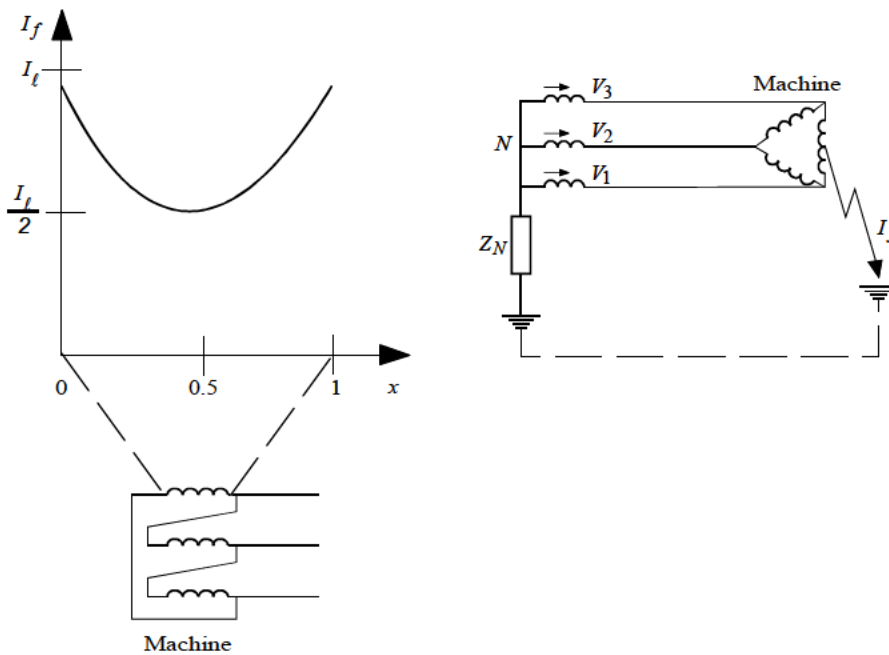 I_f
I_ℓ
I_ℓ
2
0
0.5
1
x
Machine
Machine
V_3
V_2
N
V_1
Z_N